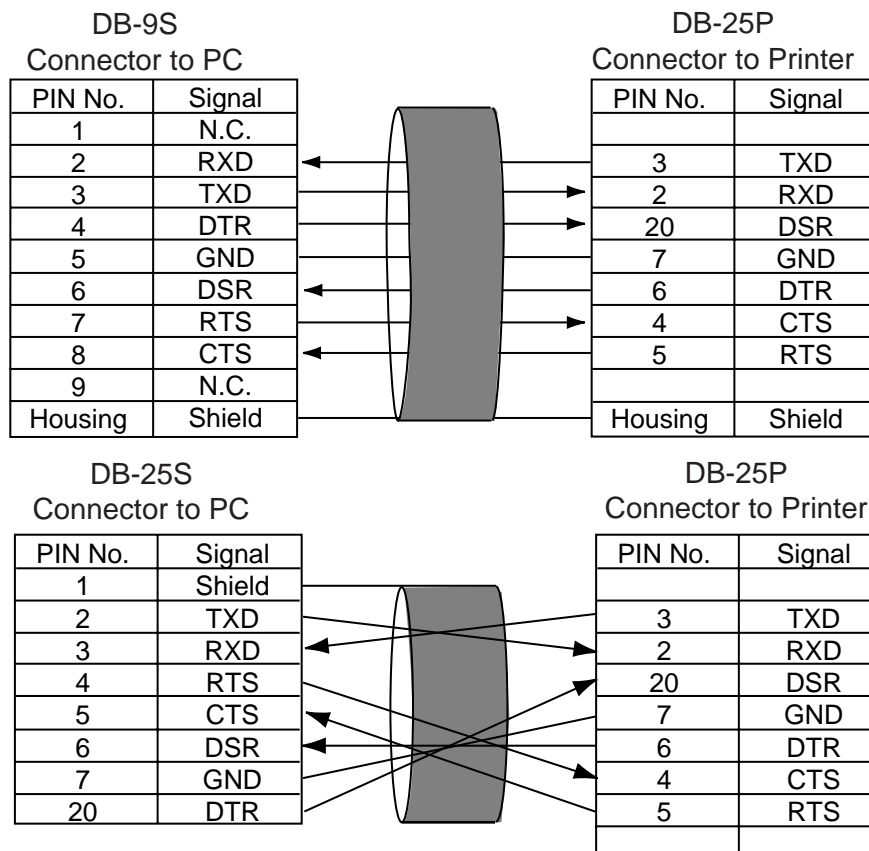 DB-9S
Connector to PC
PIN No. Signal
1 N.C.
2 RXD
3 TXD
4 DTR
5 GND
6 DSR
7 RTS
8 CTS
9 N.C.
Housing Shield
DB-25P
Connector to Printer
PIN No. Signal
3 TXD
2 RXD
20 DSR
7 GND
6 DTR
4 CTS
5 RTS
Housing Shield
DB-25S
Connector to PC
PIN No. Signal
1 Shield
2 TXD
3 RXD
4 RTS
5 CTS
6 DSR
7 GND
20 DTR
DB-25P
Connector to Printer
PIN No. Signal
3 TXD
2 RXD
20 DSR
7 GND
6 DTR
4 CTS
5 RTS